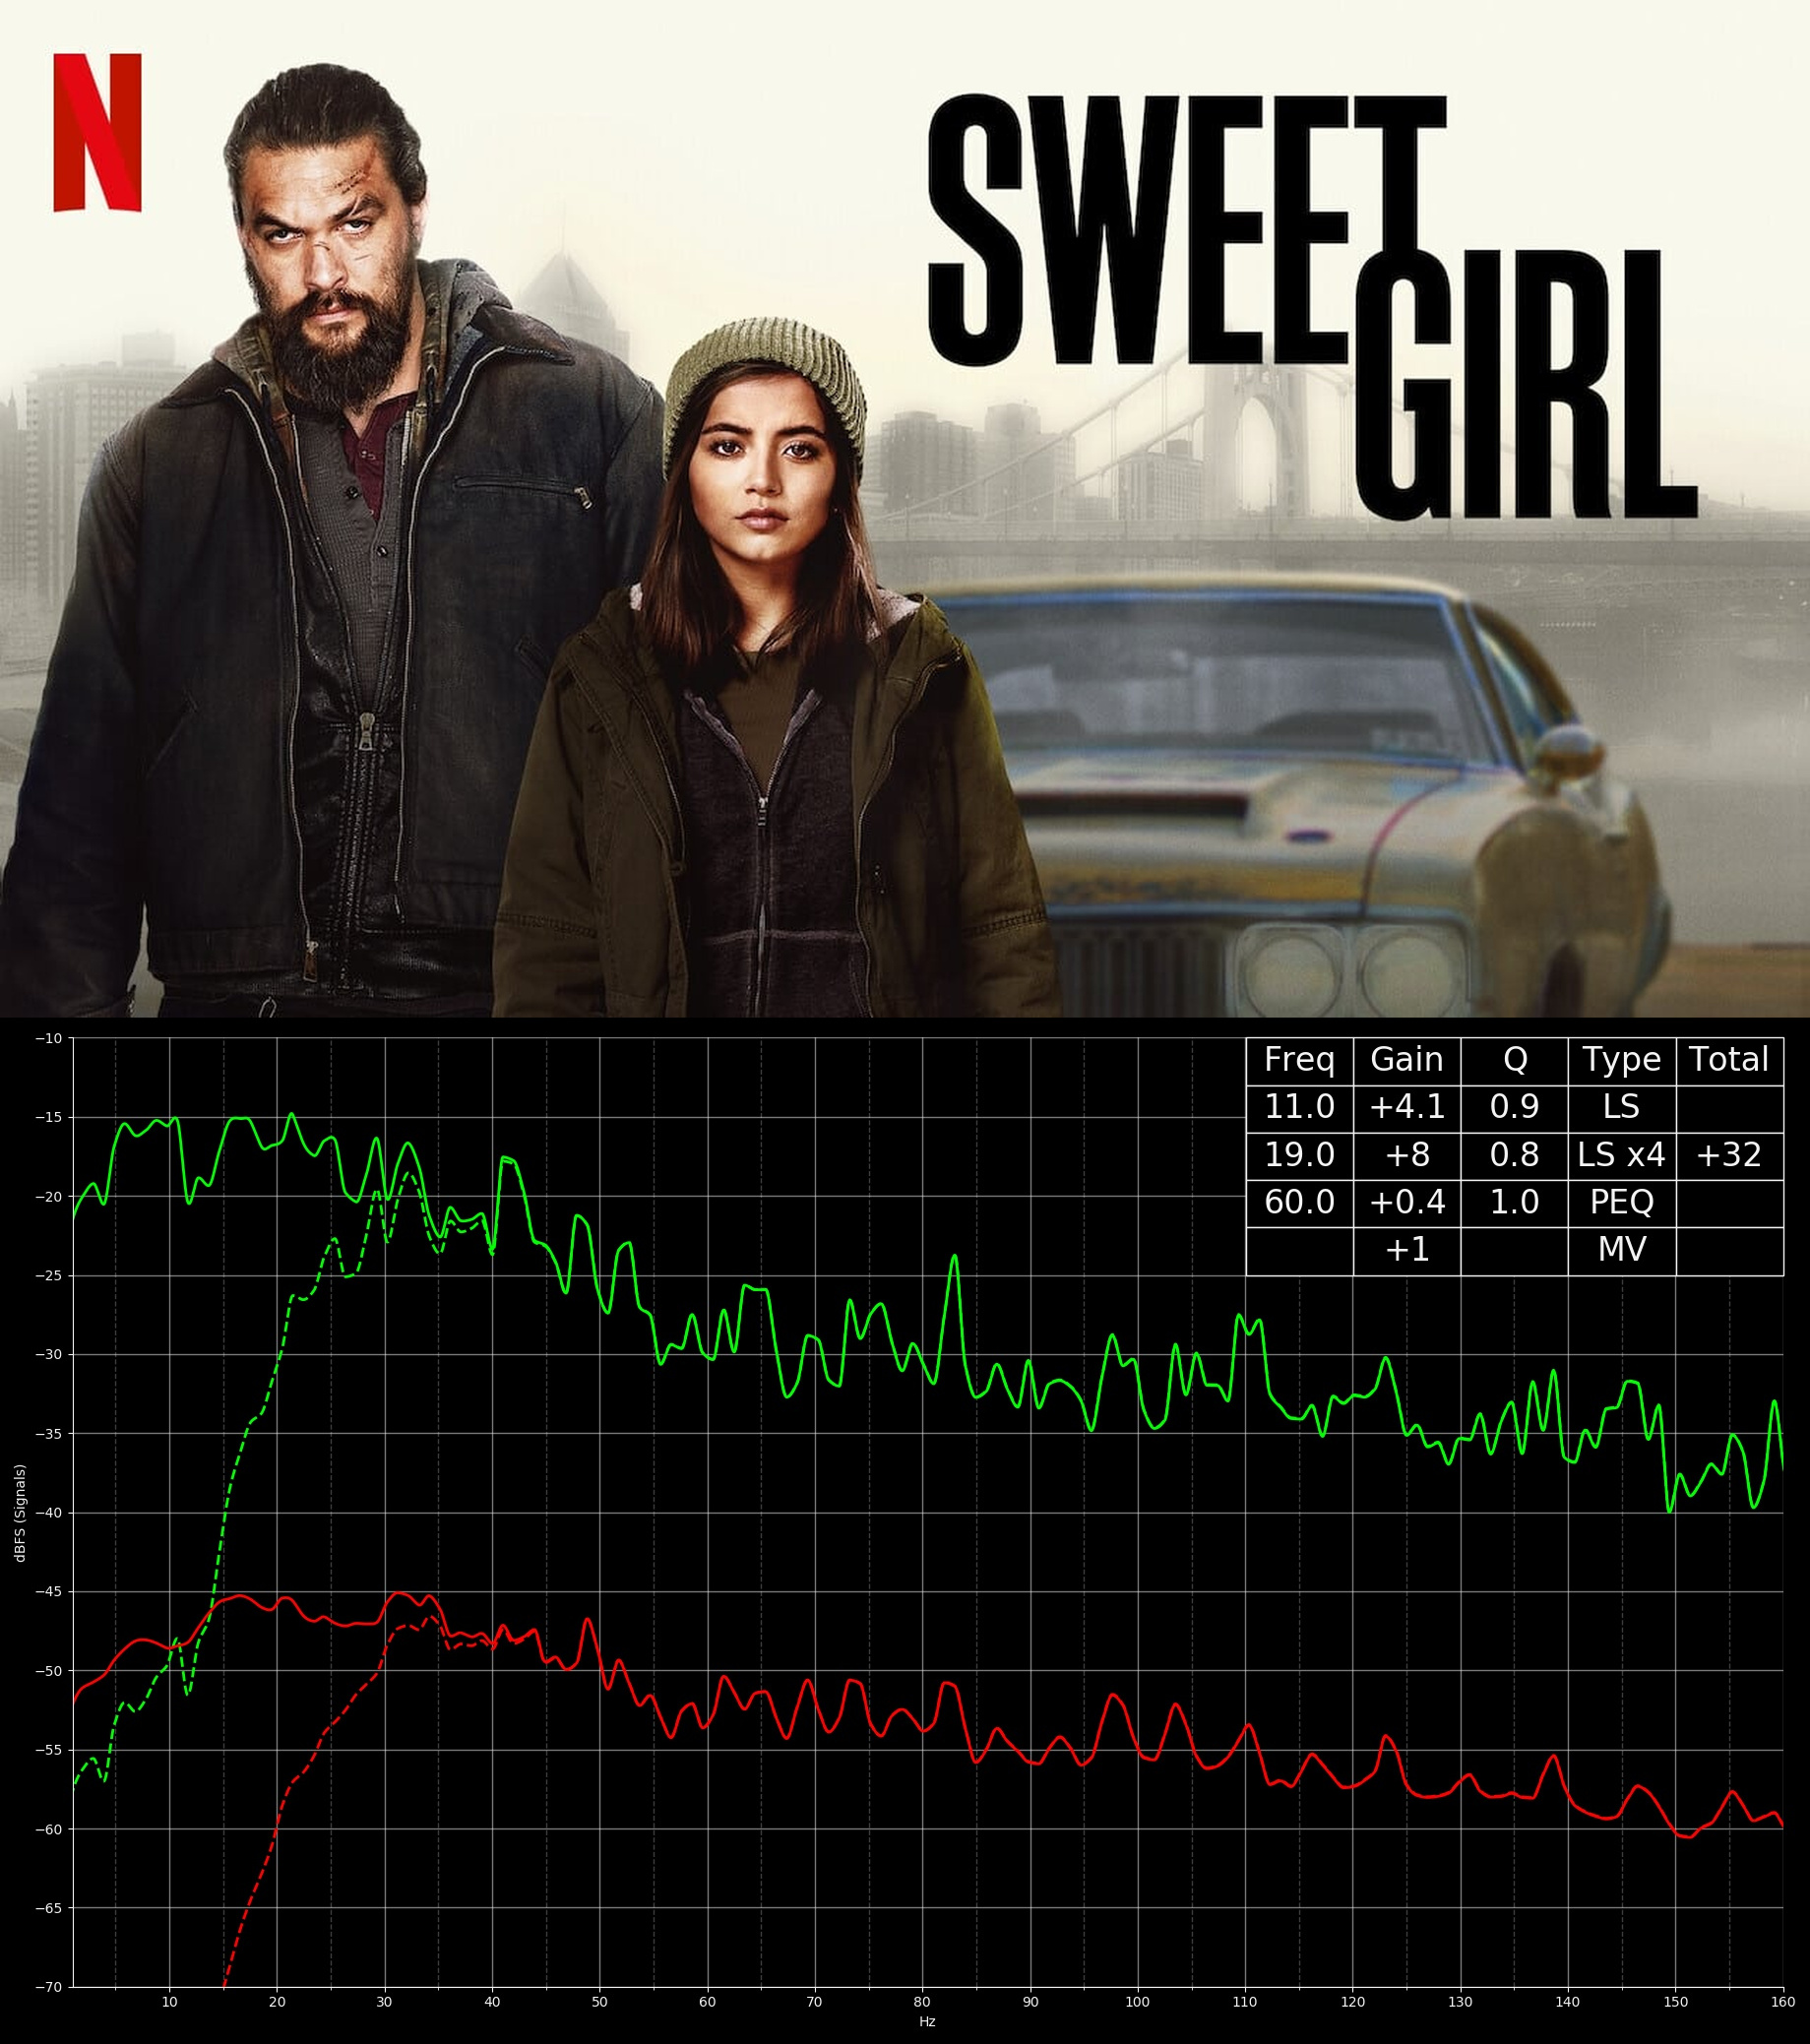 N
SWEET
GIRL
Freq Gain Q Type Total
11.0 +4.1 0.9 LS
19.0 +8 0.8 LS x4 +32
60.0 +0.4 1.0 PEQ
+1 MV
−10
−15
−20
−25
−30
−35
−40
−45
−50
−55
−60
−65
−70
dBFS (Signals)
10 20 30 40 50 60 70 80 90 100 110 120 130 140 150 160
Hz